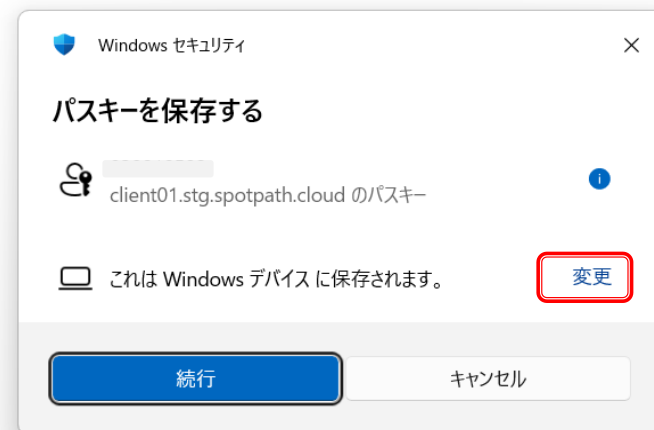 Windows セキュリティ
パスキーを保存する
client01.stg.spotpath.cloud のパスキー
これは Windows デバイス に保存されます。
変更
続行
キャンセル